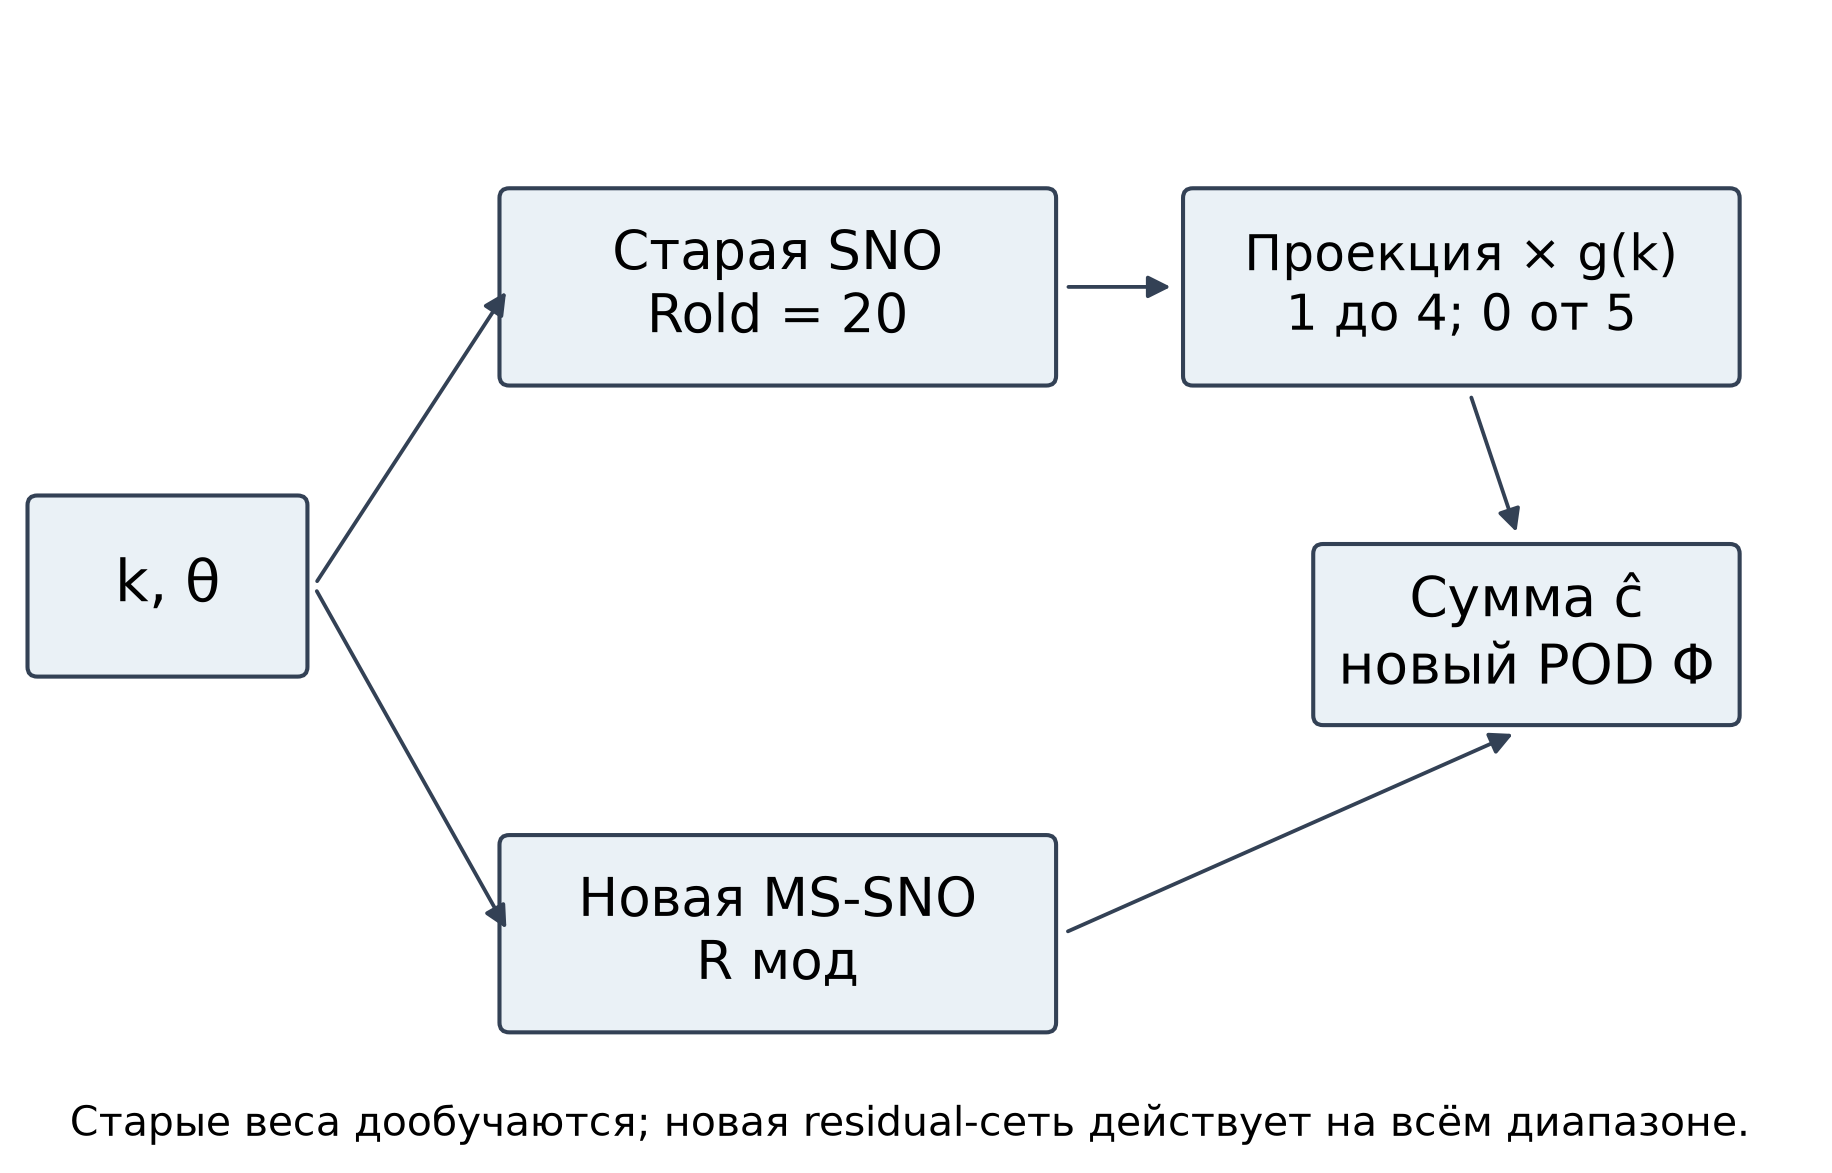 Старая SNO
Rold = 20
Проекция × g(k)
1 до 4; 0 от 5
k, θ
Сумма ĉ
новый POD Φ
Новая MS-SNO
R мод
Старые веса дообучаются; новая residual-сеть действует на всём диапазоне.